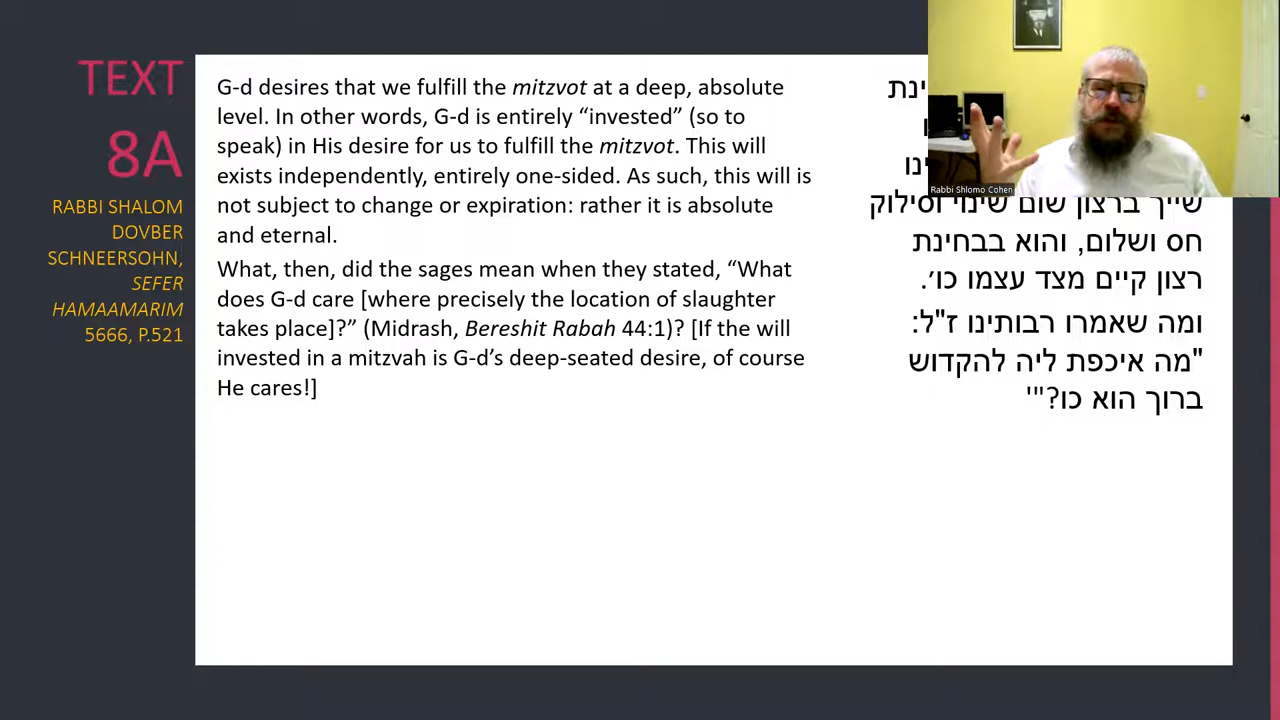 TEXT
8A
RABBI SHALOM
DOVBER
SCHNEERSOHN,
SEFER
HAMAAMARIM
5666, P.521
G-d desires that we fulfill the mitzvot at a deep, absolute
level. In other words, G-d is entirely “invested” (so to
speak) in His desire for us to fulfill the mitzvot. This will
exists independently, entirely one-sided. As such, this will is
not subject to change or expiration: rather it is absolute
and eternal.
What, then, did the sages mean when they stated, “What
does G-d care [where precisely the location of slaughter
takes place]?” (Midrash, Bereshit Rabah 44:1)? [If the will
invested in a mitzvah is G-d’s deep-seated desire, of course
He cares!]
שייך ברצון שום שינוי וסילוק
חס ושלום, והוא בבחינת
רצון קיים מצד עצמו כו׳.
ומה שאמרו רבותינו ז"ל:
"מה איכפת ליה להקדוש
ברוך הוא כו?"'
Rabbi Shlomo Cohen